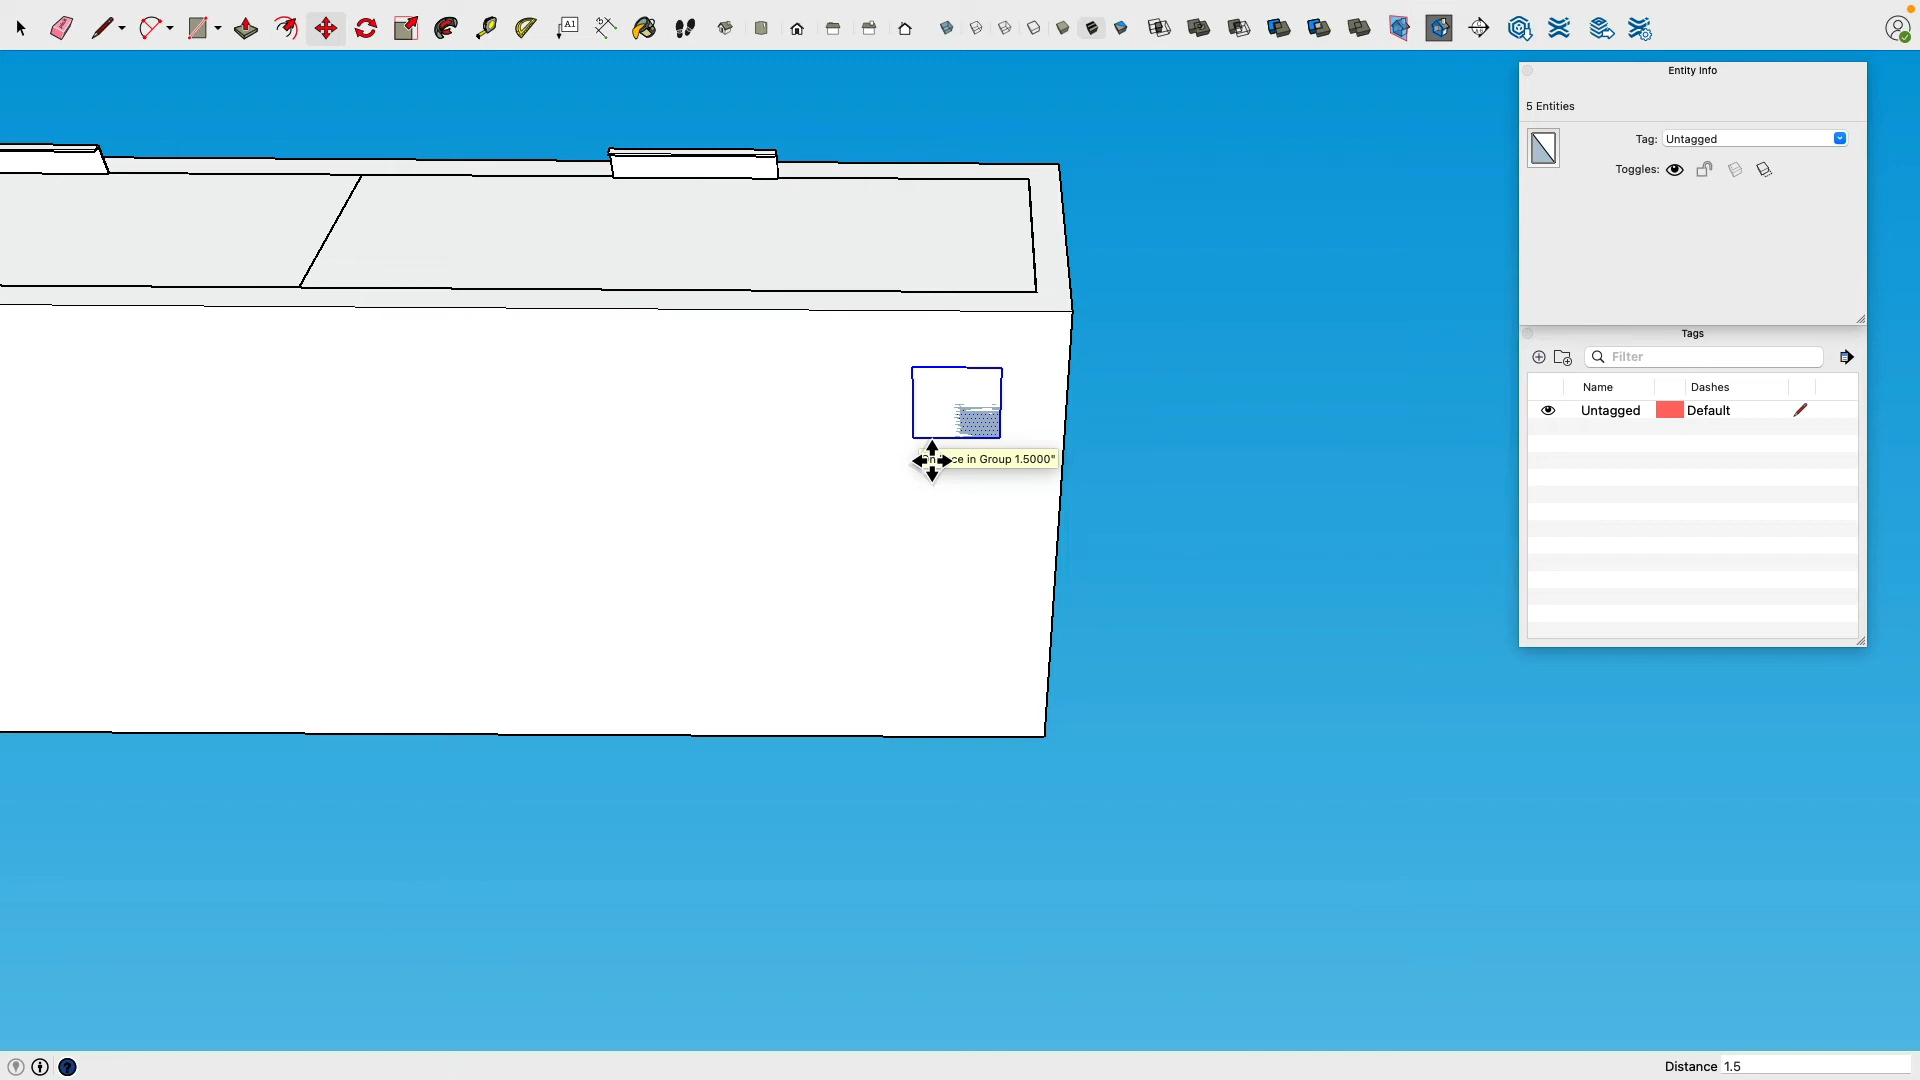 A1
Entity Info
5 Entities
Tag: Untagged
Toggles:
Tags
Filter
Name Dashes
Untagged Default
in Group 1.5000"
?
Distance 1.5